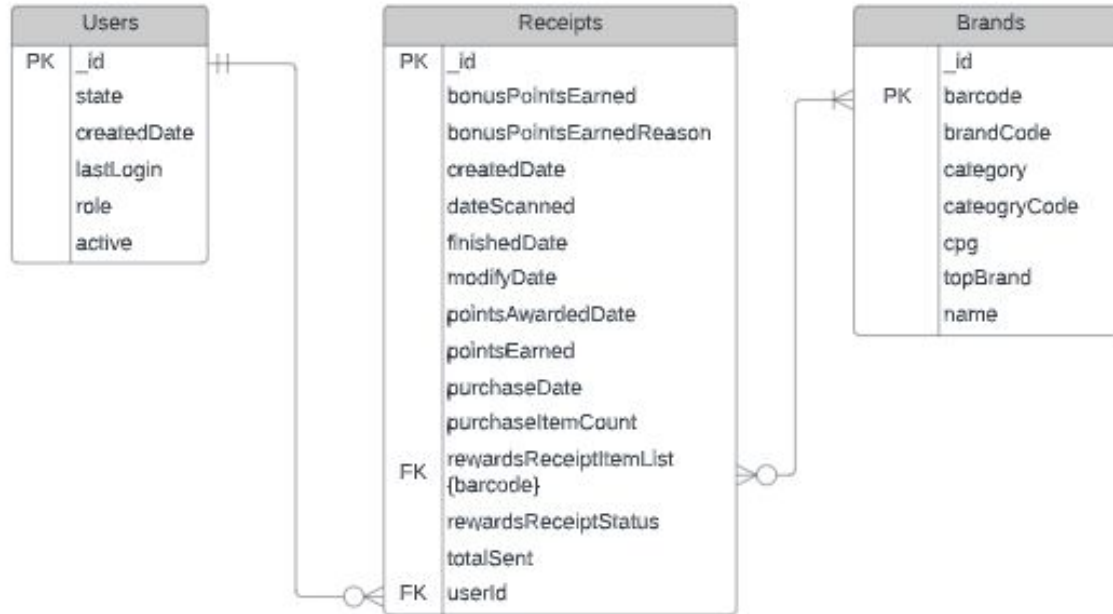 Users
PK _id
state
createdDate
lastLogin
role
active
Receipts
PK _id
bonusPointsEarned
bonusPointsEarnedReason
createdDate
dateScanned
finishedDate
modifyDate
pointsAwardedDate
pointsEarned
purchaseDate
purchaseItemCount
FK rewardsReceiptItemList
{barcode}
rewardsReceiptStatus
totalSent
FK userId
Brands
_id
PK barcode
brandCode
category
cateogryCode
cpg
topBrand
name